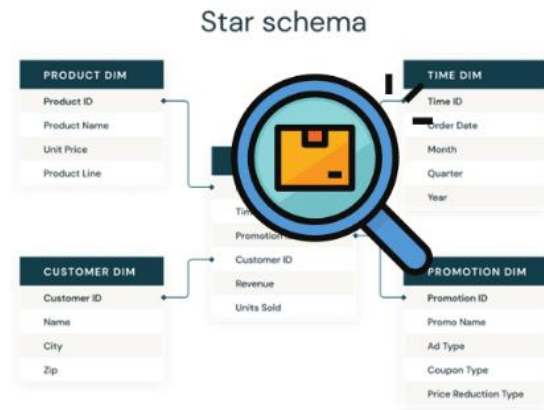 Star schema
PRODUCT DIM
Product ID
Product Name
Unit Price
Product Line
TIME DIM
Time ID
Order Date
Month
Quarter
Year
Customer ID
Revenue
Units Sold
CUSTOMER DIM
Customer ID
Name
City
Zip
PROMOTION DIM
Promotion ID
Promo Name
Ad Type
Coupon Type
Price Reduction Type